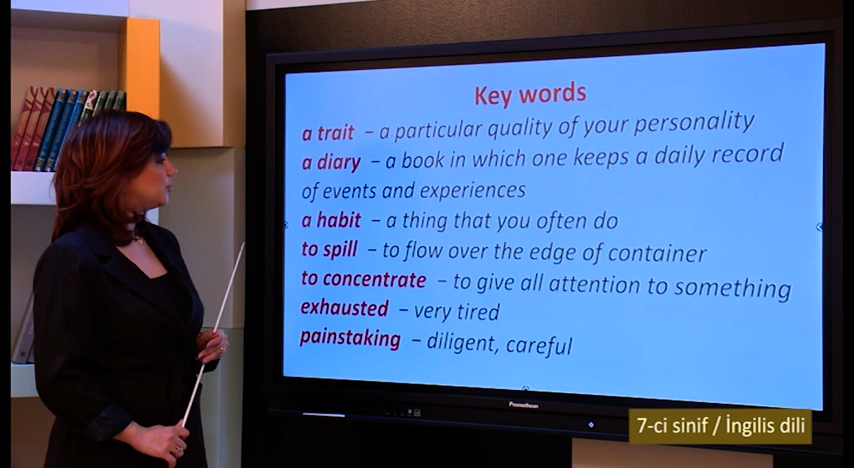 Key words
a trait – a particular quality of your personality
a diary – a book in which one keeps a daily record
of events and experiences
a habit – a thing that you often do
to spill – to flow over the edge of container
to concentrate – to give all attention to something
exhausted – very tired
painstaking – diligent, careful
Promethean
7-ci sinif / İngilis dili